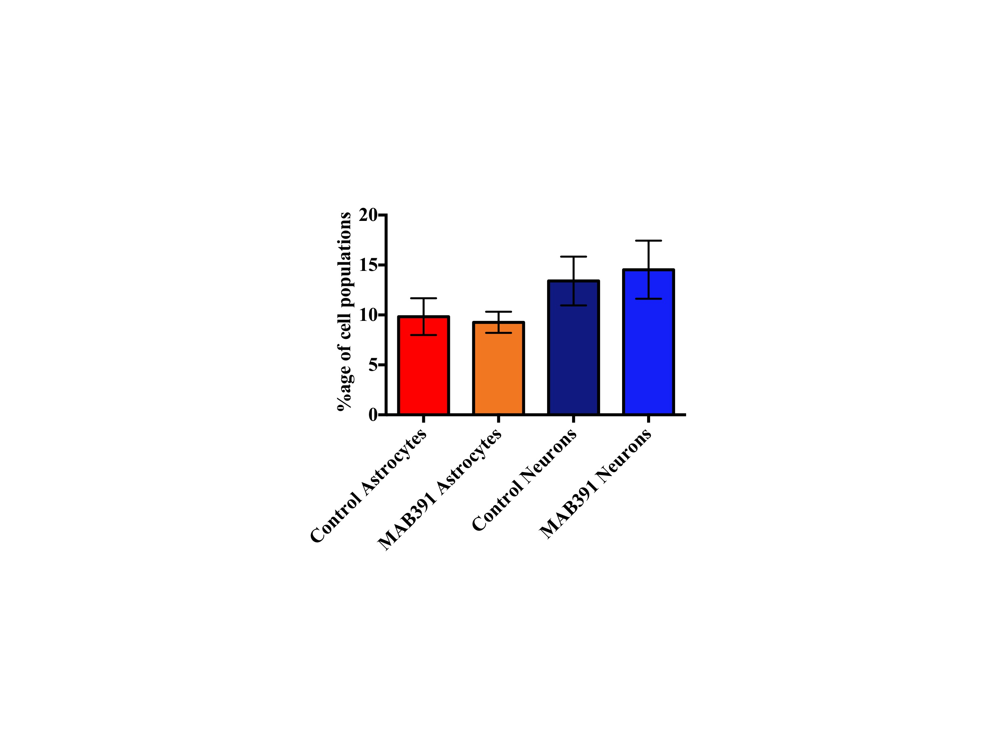 %age of cell populations
20
15
10
5
0
Control Astrocytes
MAB391 Astrocytes
Control Neurons
MAB391 Neurons